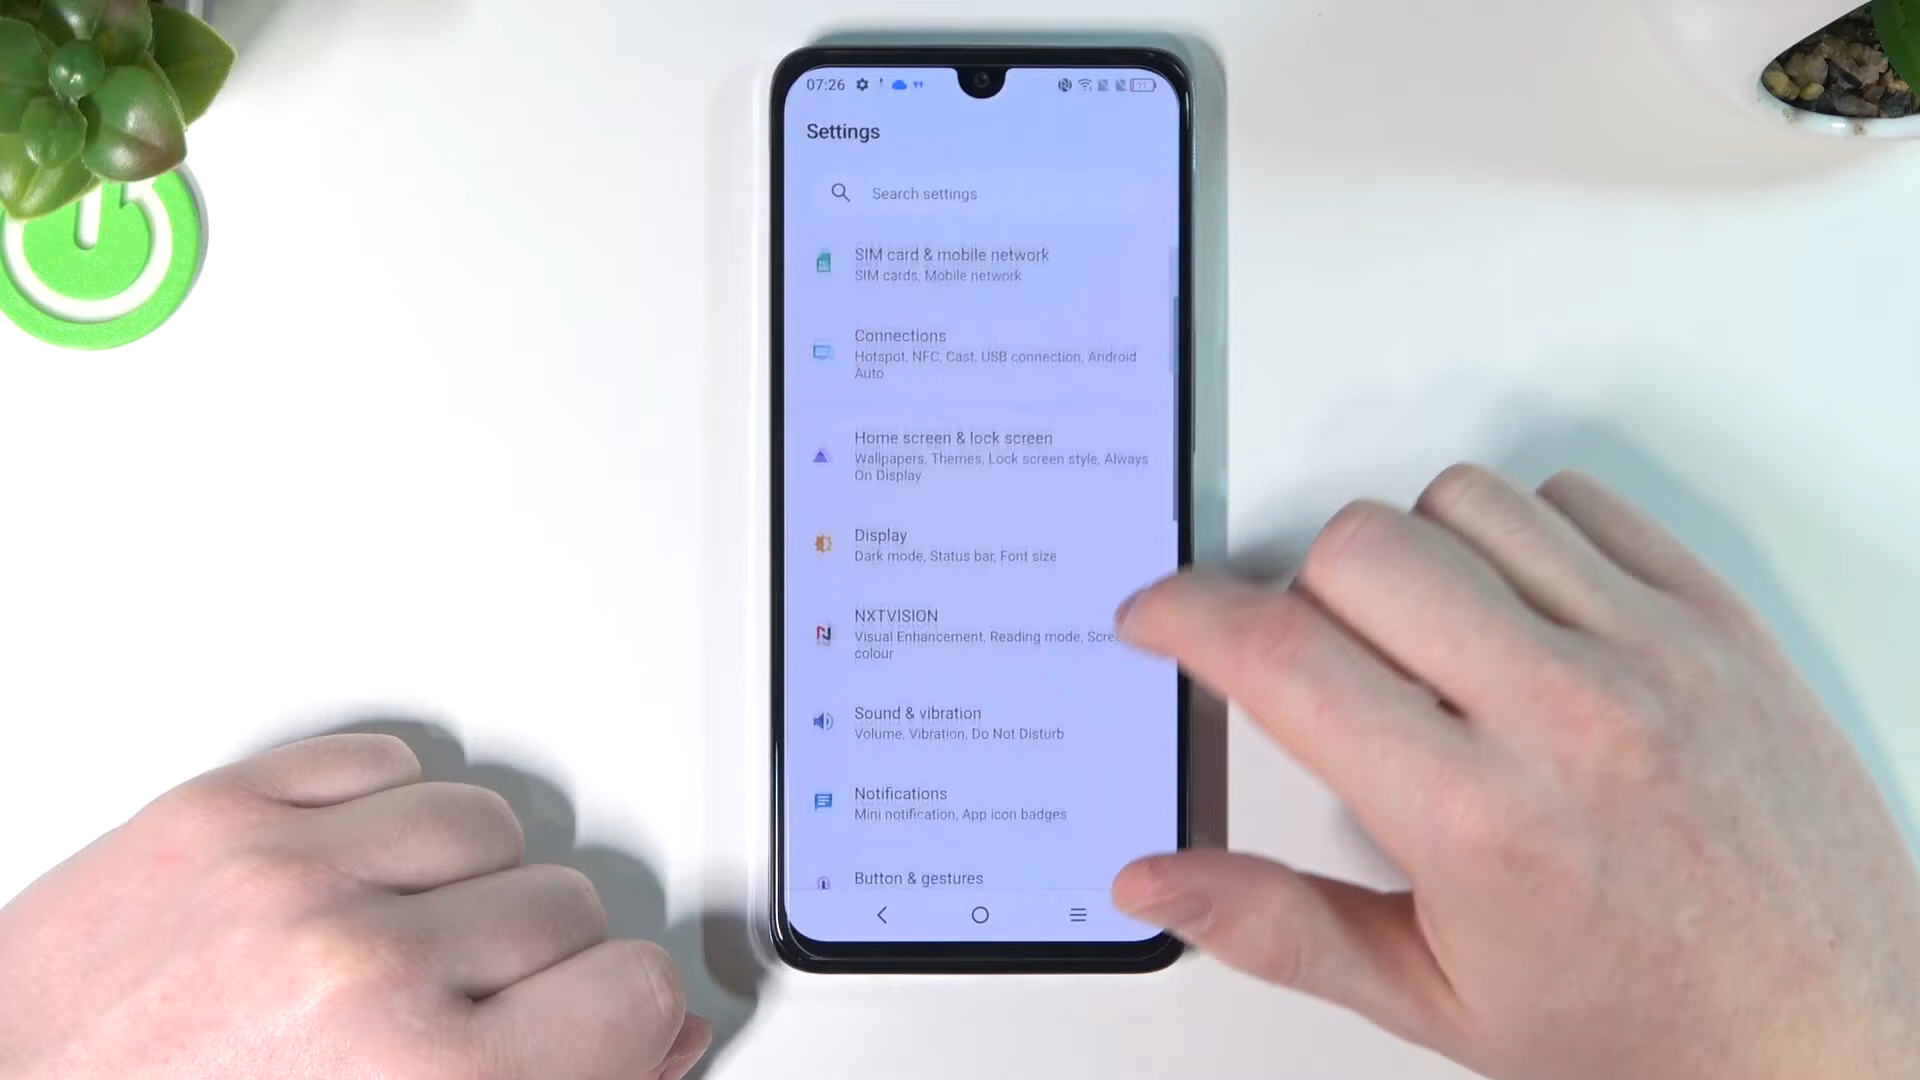 07:26
11
Settings
Search settings
SIM card & mobile network
SIM cards, Mobile network
Connections
Hotspot, NFC, Cast, USB connection, Android
Auto
Home screen & lock screen
Wallpapers, Themes, Lock screen style, Always
On Display
Display
Dark mode, Status bar, Font size
NXTVISION
Visual Enhancement, Reading mode,
colour
Sound & vibration
Volume, Vibration, Do Not Disturb
Notifications
Mini notification, App icon badges
Button & gestures